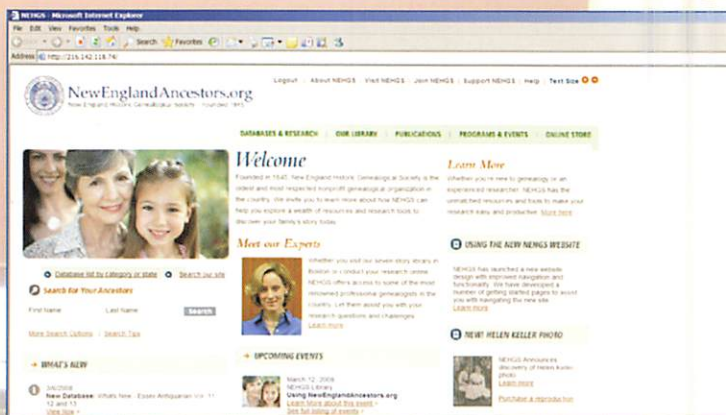 NEHGS - Microsoft Internet Explorer
File Edit View Favorites Tools Help
Search Favorites
Address http://216.142.118.74/
Logout | About NEHGS | Visit NEHGS | Join NEHGS | Support NEHGS | Help | Text Size
NewEnglandAncestors.org
New England Historic Genealogical Society - Founded 1845
DATABASES & RESEARCH | OUR LIBRARY | PUBLICATIONS | PROGRAMS & EVENTS | ONLINE STORE
Welcome
Founded in 1845, New England Historic Genealogical Society is the
oldest and most respected nonprofit genealogical organization in
the country. We invite you to learn more about how NEHGS can
help you explore a wealth of resources and research tools to
discover your family's story today.
Learn More
Whether you're new to genealogy or an
experienced researcher, NEHGS has the
unmatched resources and tools to make your
research easy and productive. More here
Meet our Experts
Whether you visit our seven story library in
Boston or conduct your research online
NEHGS offers access to some of the most
renowned professional genealogists in the
country. Let them assist you with your
research questions and challenges.
Learn more
USING THE NEW NEHGS WEBSITE
NEHGS has launched a new website
design with improved navigation and
functionality. We have developed a
number of getting started pages to assist
you with navigating the new site.
Learn more
Database list by category or state Search our site
Search for Your Ancestors
First Name Last Name Search
More Search Options | Search Tips
NEW! HELEN KELLER PHOTO
NEHGS Announces
discovery of Helen Keller
photo
Learn more
Purchase a reproduction
WHAT'S NEW
New Database: Whats New - Essex Antiquarian vol. 11,
12 and 13
View Now
UPCOMING EVENTS
March 12, 2008
NEHGS Library
Using NewEnglandAncestors.org
Learn More about this event
See full listing of events